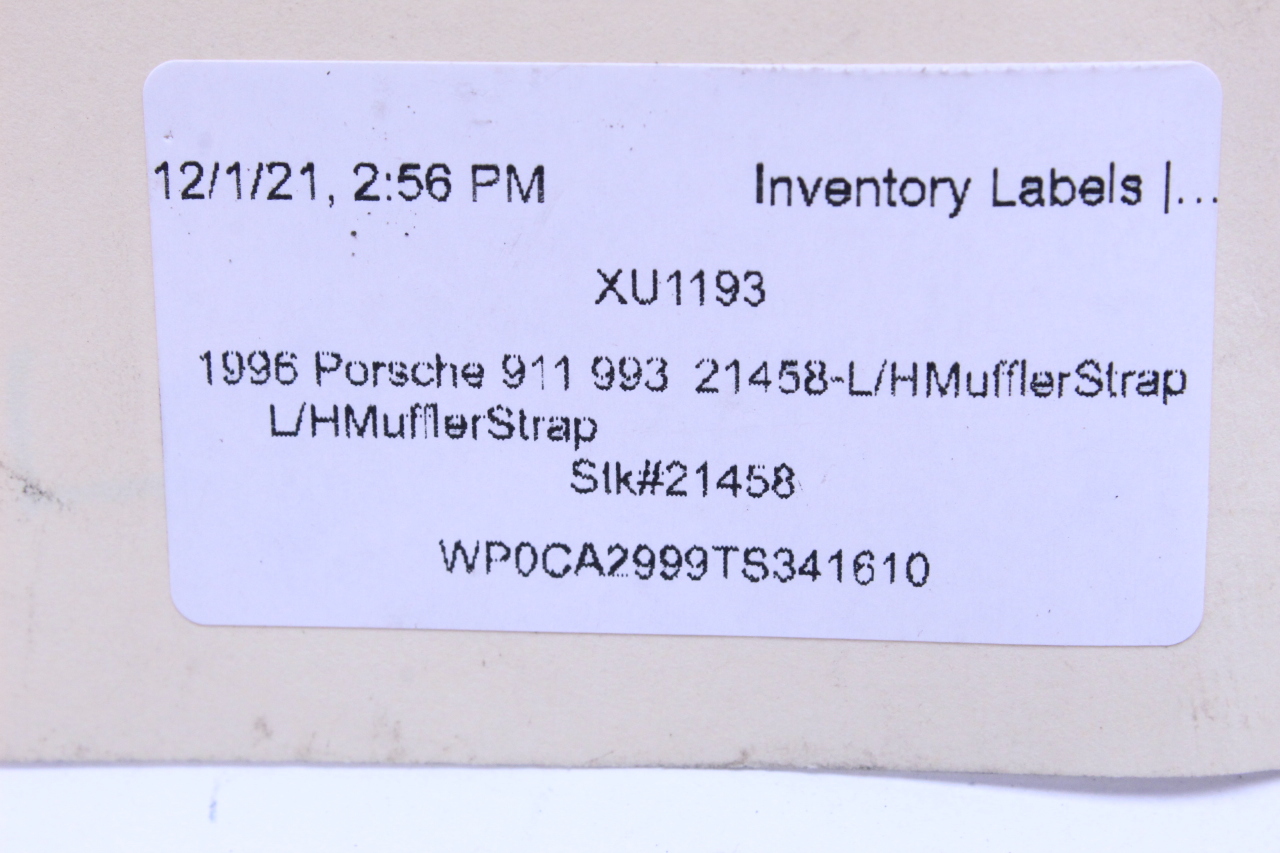 12/1/21, 2:56 PM Inventory Labels |...
XU1193
1996 Porsche 911 993 21458-L/HMufflerStrap
L/HMufflerStrap
Stk#21458
WP0CA2999TS341610